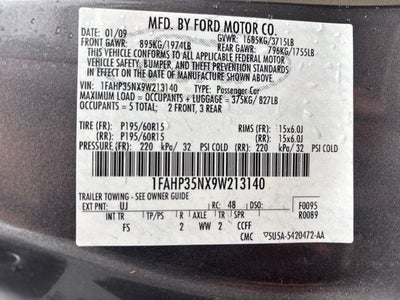 MFD. BY FORD MOTOR CO.
DATE: 01/09 GVWR: 1685KG/3715LB
FRONT GAWR: 895KG/1974LB REAR GAWR: 796KG/1755LB
THIS VEHICLE CONFORMS TO ALL APPLICABLE FEDERAL MOTOR
VEHICLE SAFETY, BUMPER, AND THEFT PREVENTION STANDARDS
IN EFFECT ON THE DATE OF MANUFACTURE SHOWN ABOVE.
VIN: 1FAHP35NX9W213140 TYPE: Passenger Car
MAXIMUM LOAD = OCCUPANTS + LUGGAGE = 375KG/827LB
OCCUPANTS = 5 TOTAL: 2 FRONT, 3 REAR
TIRE (FR): P195/60R15 RIMS (FR): 15x6.0J
(RR): P195/60R15 (RR): 15x6.0J
PRESSURE (FR): 220 kPa/ 32 PSI COLD (RR): 220 kPa/ 32 PSI COLD
1FAHP35NX9W213140
TRAILER TOWING - SEE OWNER GUIDE
EXT PNT: UJ RC: 48 DSO: F0095
INT TR TP/PS R AXLE TR SPR R0089
FS 2 WW 2 CCFF
CMC 5U5A-5420472-AA